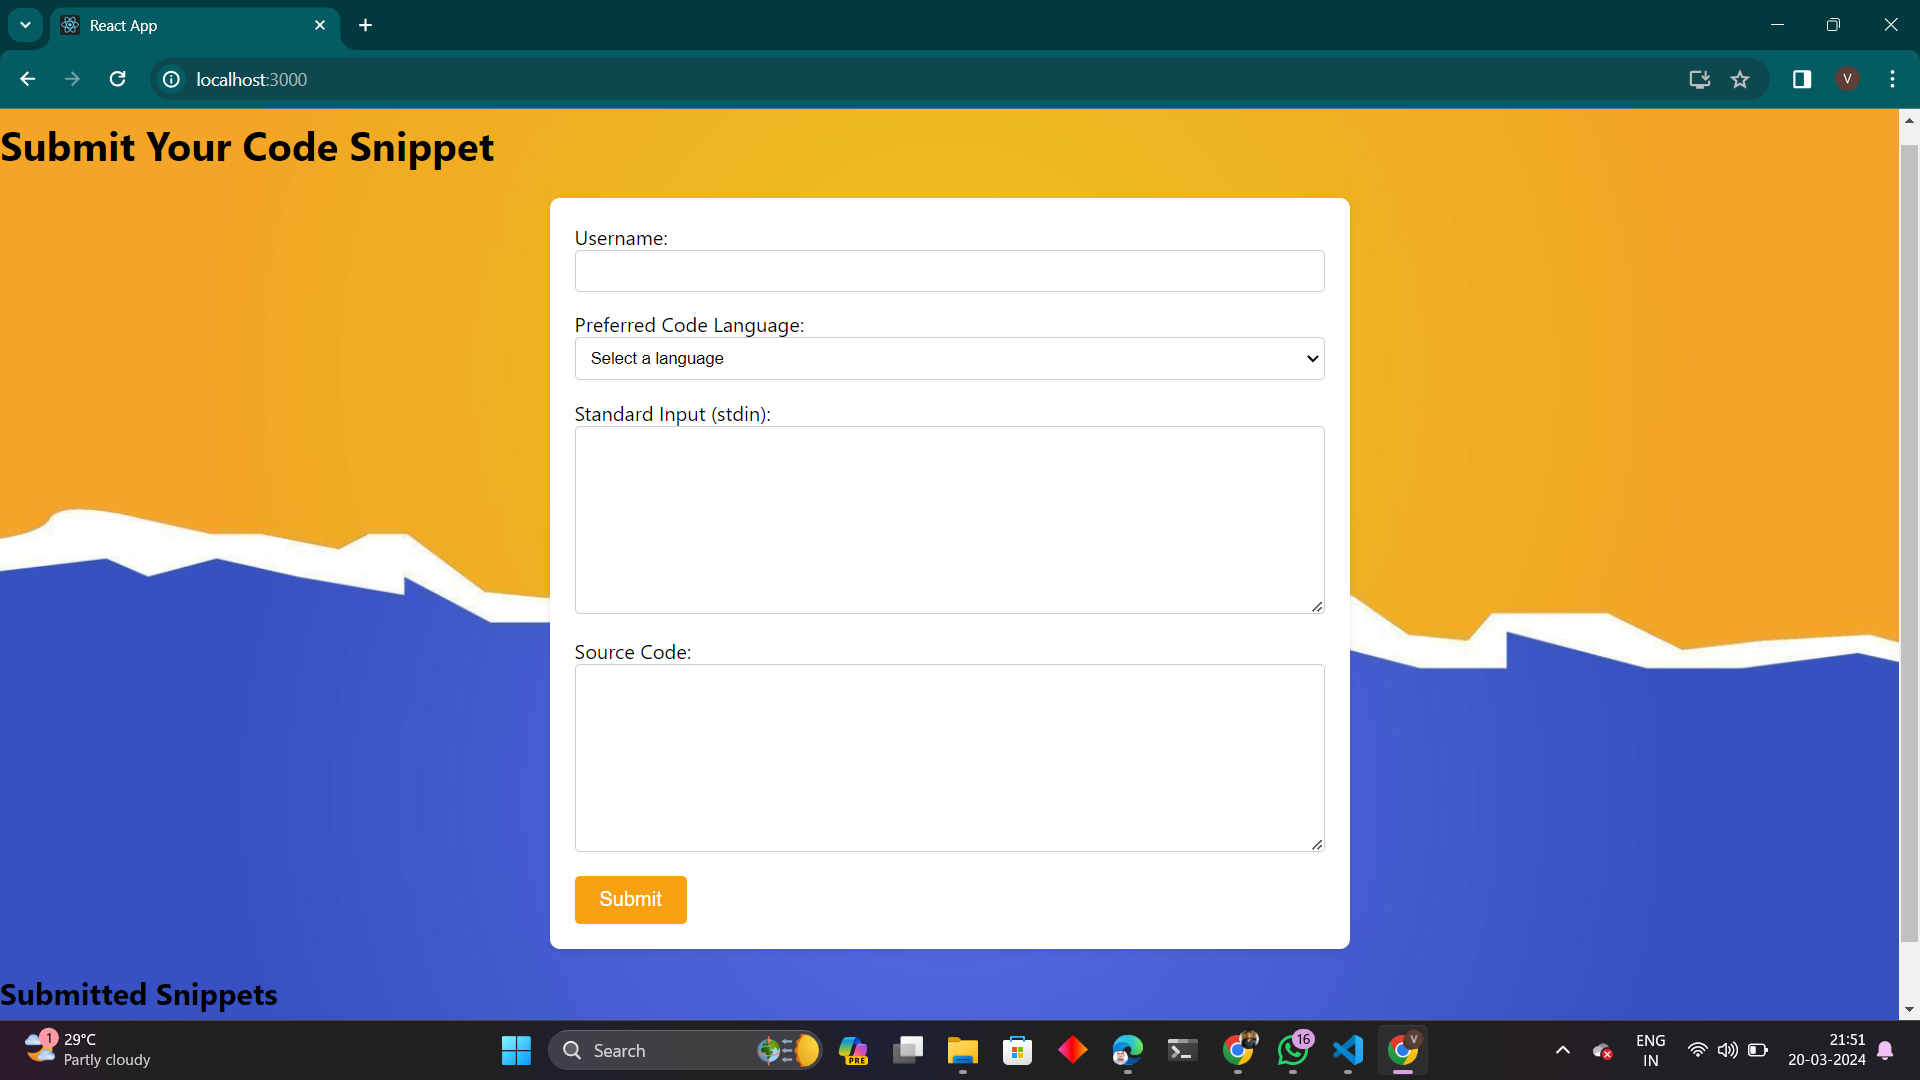 React App
localhost:3000
V
Submit Your Code Snippet
Username:
Preferred Code Language:
Select a language
Standard Input (stdin):
Source Code:
Submit
Submitted Snippets
1
29°C
Partly cloudy
Search
PRE
16
V
ENG
IN
21:51
20-03-2024